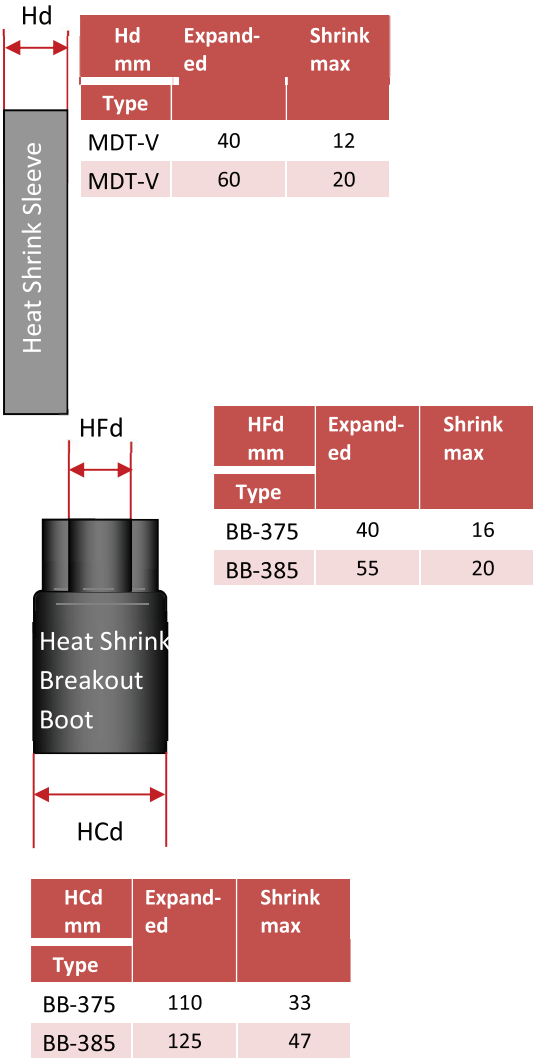 Hd
Hd Expand- Shrink
mm ed max
Type
MDT-V 40 12
MDT-V 60 20
Heat Shrink Sleeve
HFd
HFd Expand- Shrink
mm ed max
Type
BB-375 40 16
BB-385 55 20
Heat Shrink
Breakout
Boot
HCd
HCd Expand- Shrink
mm ed max
Type
BB-375 110 33
BB-385 125 47